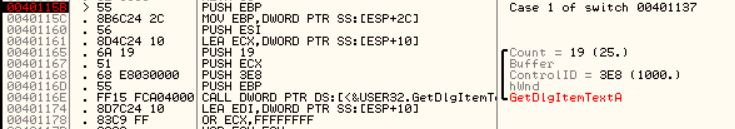 0040115B > 55 PUSH EBP Case 1 of switch 00401137
0040115C . 8B6C24 2C MOV EBP,DWORD PTR SS:[ESP+2C]
00401160 . 56 PUSH ESI
00401161 . 8D4C24 10 LEA ECX,DWORD PTR SS:[ESP+10]
00401165 . 6A 19 PUSH 19 Count = 19 (25.)
00401167 . 51 PUSH ECX Buffer
00401168 . 68 E8030000 PUSH 3E8 ControlID = 3E8 (1000.)
0040116D . 55 PUSH EBP hWnd
0040116E . FF15 FCA04000 CALL DWORD PTR DS:[<&USER32.GetDlgItemT GetDlgItemTextA
00401174 . 8D7C24 10 LEA EDI,DWORD PTR SS:[ESP+10]
00401178 . 83C9 FF OR ECX,FFFFFFFF